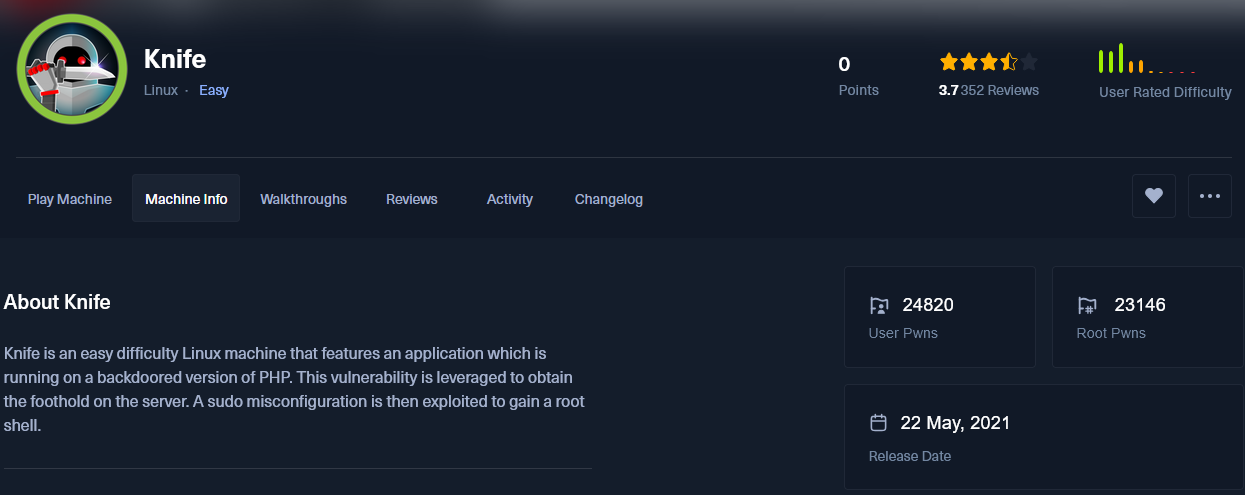 Knife
Linux · Easy
0
Points
3.7 352 Reviews
User Rated Difficulty
Play Machine
Machine Info
Walkthroughs
Reviews
Activity
Changelog
About Knife
Knife is an easy difficulty Linux machine that features an application which is
running on a backdoored version of PHP. This vulnerability is leveraged to obtain
the foothold on the server. A sudo misconfiguration is then exploited to gain a root
shell.
24820
User Pwns
23146
Root Pwns
22 May, 2021
Release Date